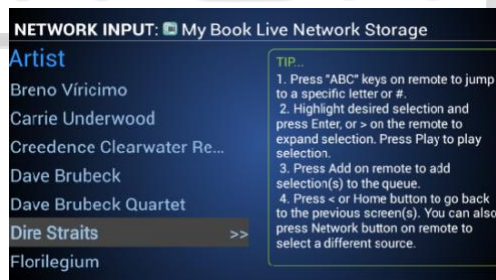 NETWORK INPUT: My Book Live Network Storage
Artist
Breno Víricimo
Carrie Underwood
Creedence Clearwater Re...
Dave Brubeck
Dave Brubeck Quartet
Dire Straits >>
Florilegium
TIP...
1. Press "ABC" keys on remote to jump
to a specific letter or #.
2. Highlight desired selection and
press Enter, or > on the remote to
expand selection. Press Play to play
selection.
3. Press Add on remote to add
selection(s) to the queue.
4. Press < or Home button to go back
to the previous screen(s). You can also
press Network button on remote to
select a different source.